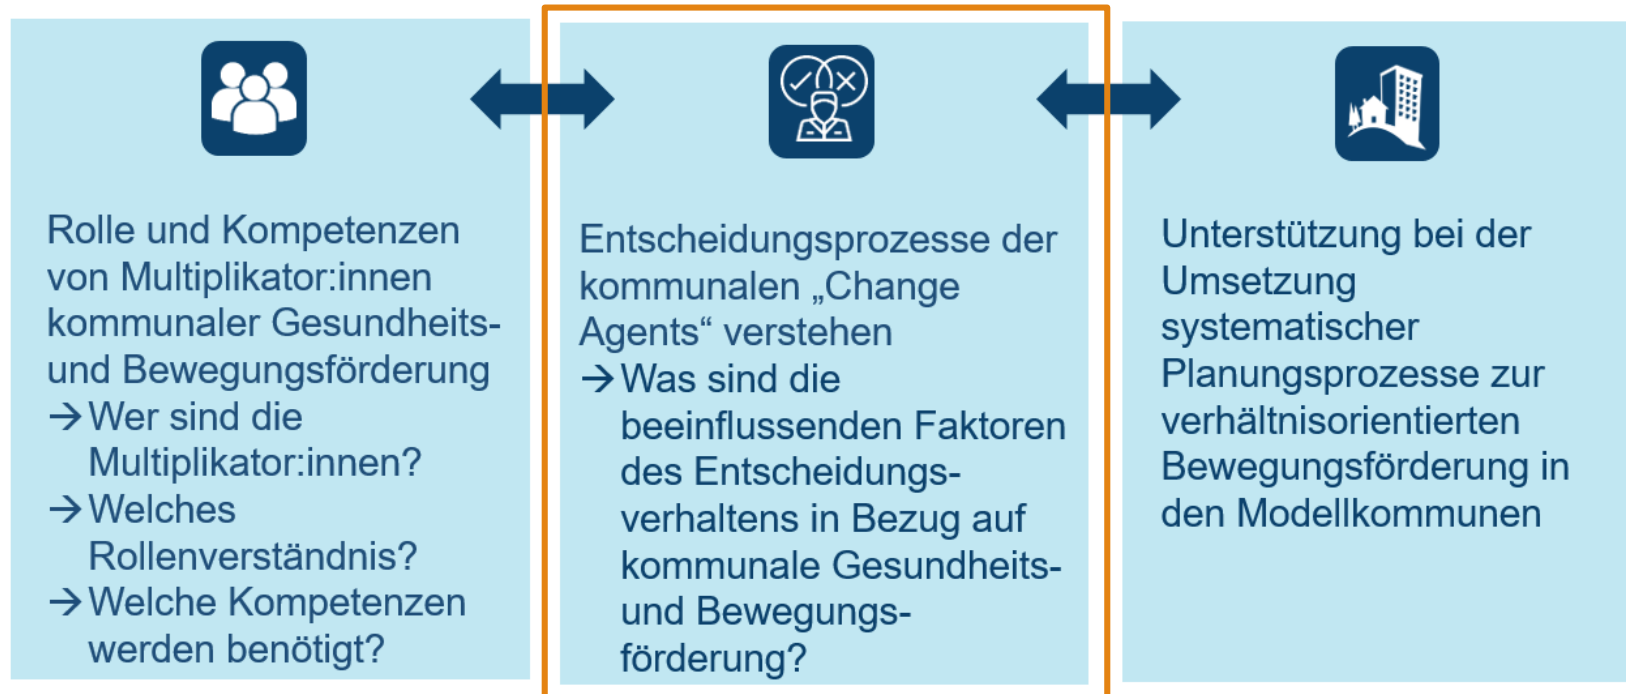 Rolle und Kompetenzen
von Multiplikator:innen
kommunaler Gesundheits-
und Bewegungsförderung
→ Wer sind die
Multiplikator:innen?
→ Welches
Rollenverständnis?
→ Welche Kompetenzen
werden benötigt?
Entscheidungsprozesse der
kommunalen „Change
Agents“ verstehen
→ Was sind die
beeinflussenden Faktoren
des Entscheidungs-
verhaltens in Bezug auf
kommunale Gesundheits-
und Bewegungs-
förderung?
Unterstützung bei der
Umsetzung
systematischer
Planungsprozesse zur
verhältnisorientierten
Bewegungsförderung in
den Modellkommunen